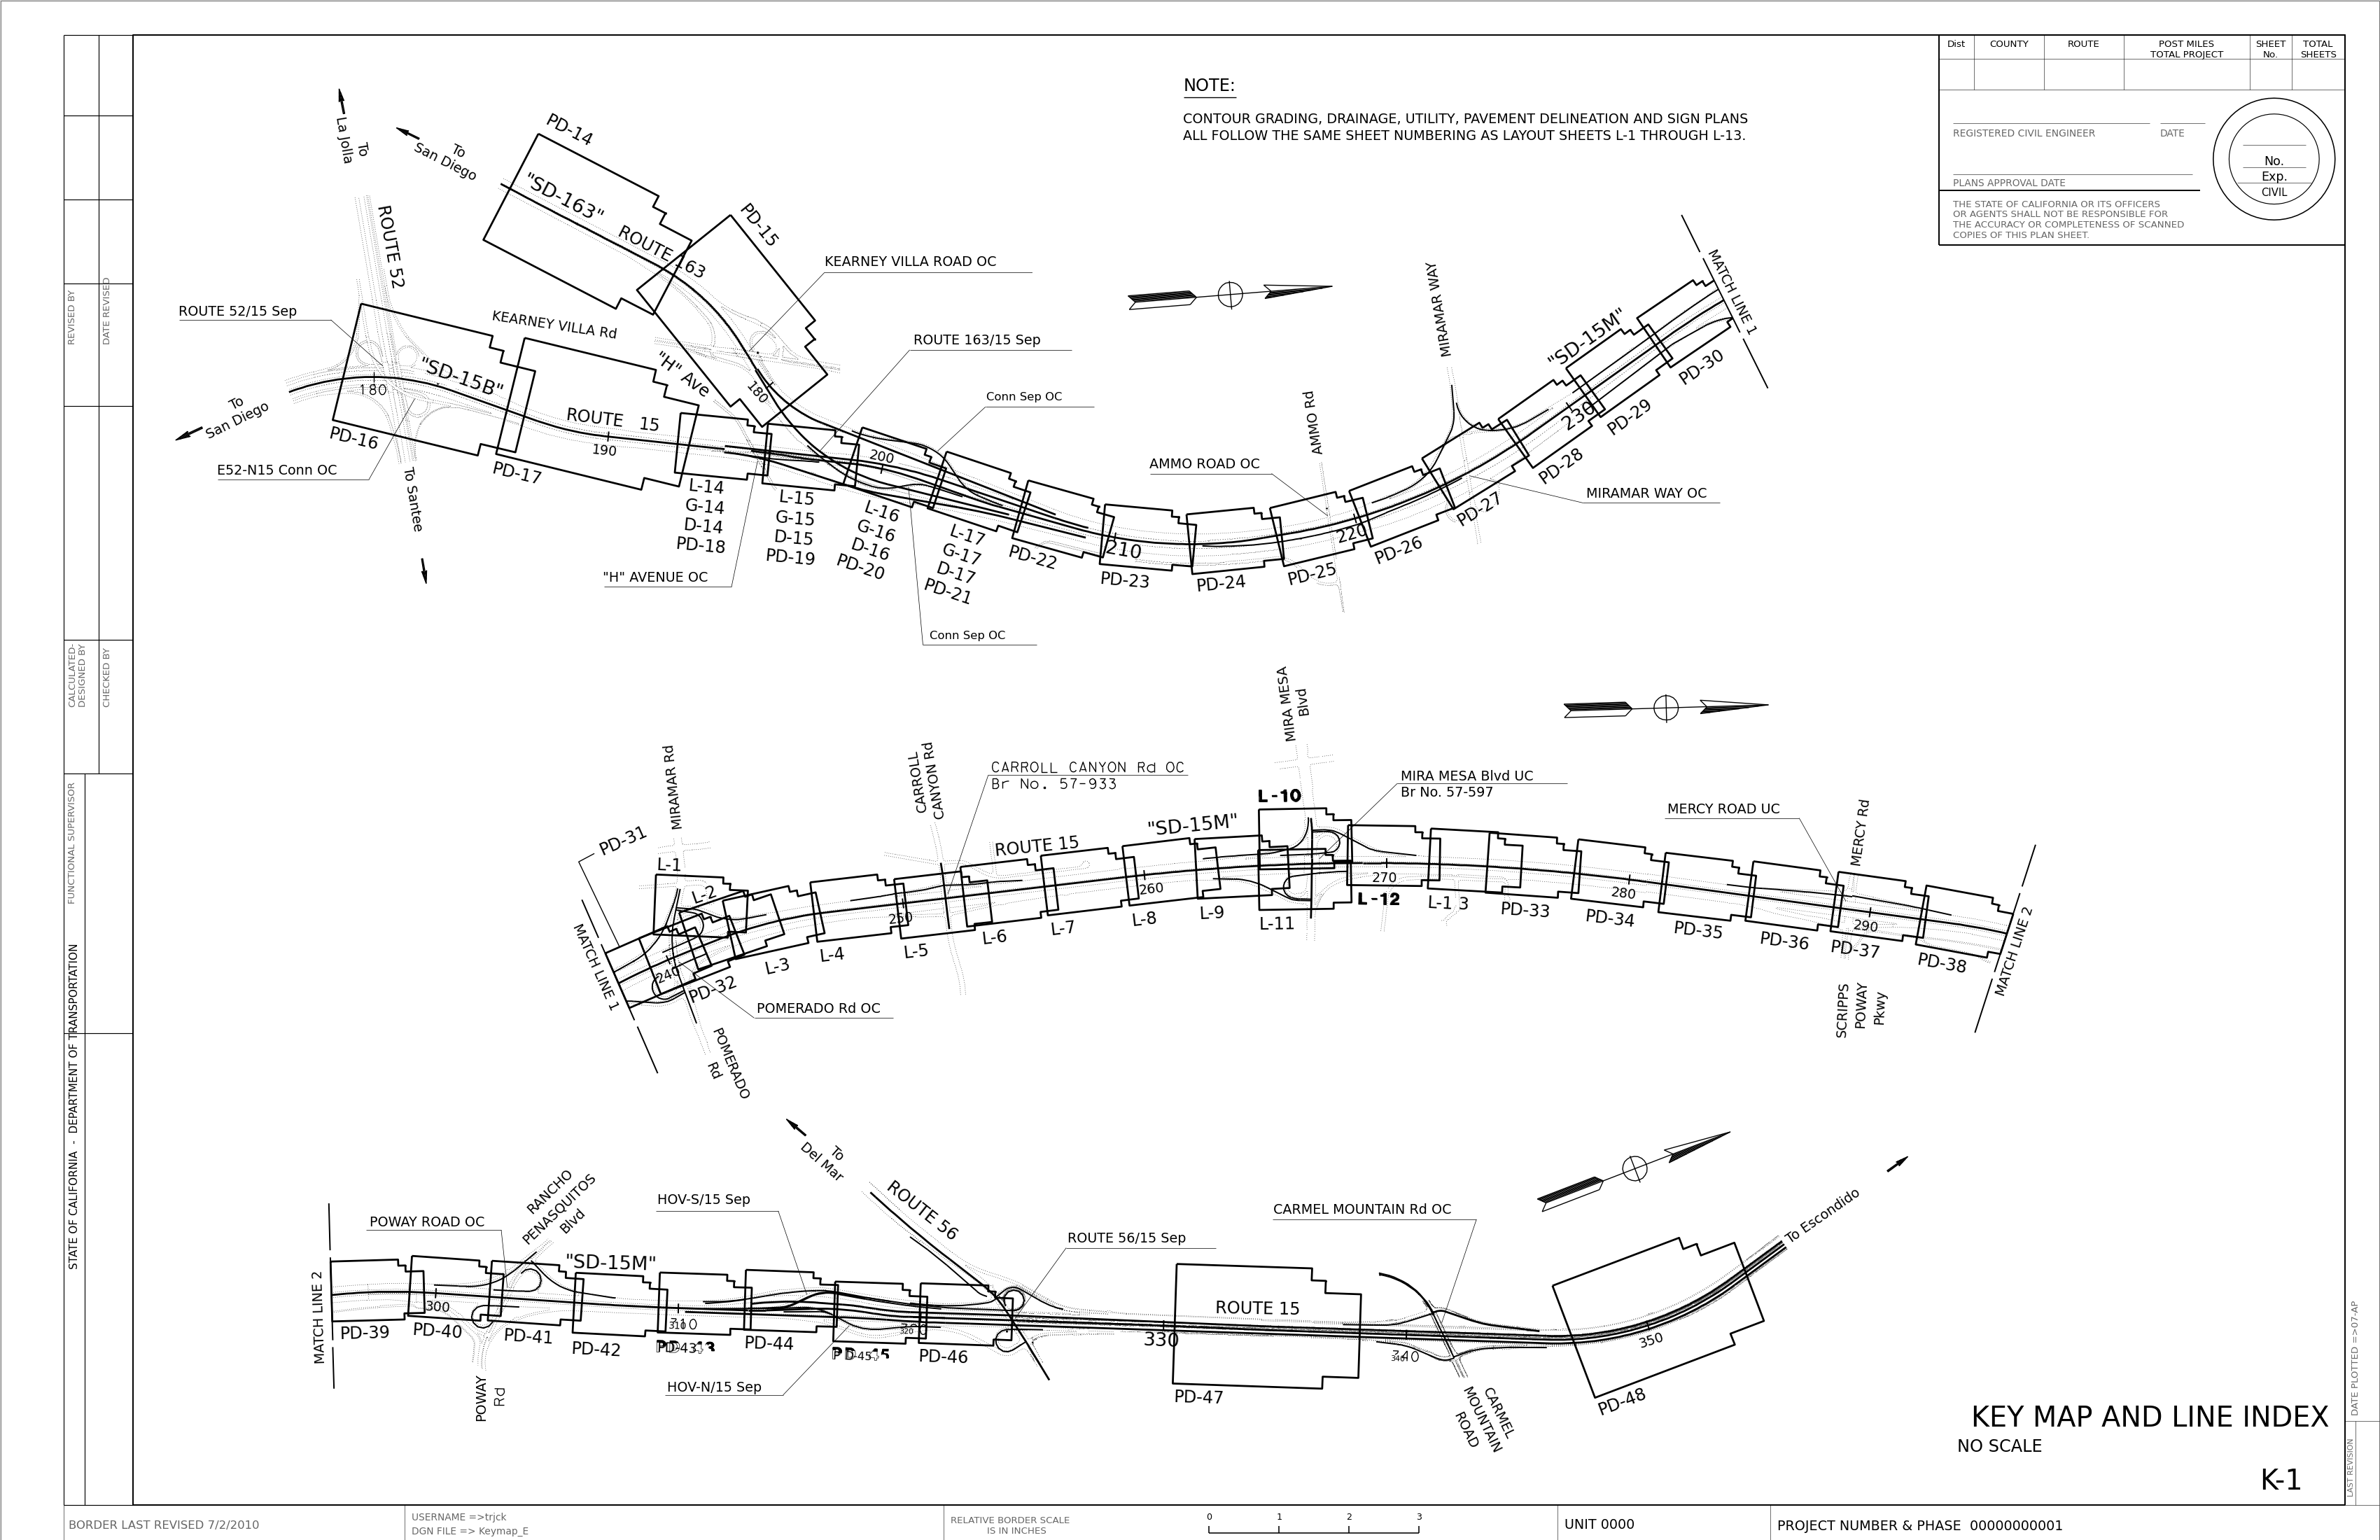 Dist COUNTY ROUTE POST MILES TOTAL PROJECT SHEET No. TOTAL SHEETS
REGISTERED CIVIL ENGINEER DATE
PLANS APPROVAL DATE
THE STATE OF CALIFORNIA OR ITS OFFICERS
OR AGENTS SHALL NOT BE RESPONSIBLE FOR
THE ACCURACY OR COMPLETENESS OF SCANNED
COPIES OF THIS PLAN SHEET.
No.
Exp.
CIVIL
NOTE:
CONTOUR GRADING, DRAINAGE, UTILITY, PAVEMENT DELINEATION AND SIGN PLANS
ALL FOLLOW THE SAME SHEET NUMBERING AS LAYOUT SHEETS L-1 THROUGH L-13.
To
La Jolla
To
San Diego
PD-14
"SD-163"
ROUTE 163
PD-15
ROUTE 52
KEARNEY VILLA ROAD OC
ROUTE 52/15 Sep
KEARNEY VILLA Rd
ROUTE 163/15 Sep
"H" Ave
180
"SD-15B"
180
To
San Diego
PD-16
ROUTE 15
190
E52-N15 Conn OC
PD-17
To Santee
Conn Sep OC
200
L-14
G-14
D-14
PD-18
L-15
G-15
D-15
PD-19
L-16
G-16
D-16
PD-20
L-17
G-17
D-17
PD-21
"H" AVENUE OC
Conn Sep OC
PD-22
210
PD-23
PD-24
AMMO ROAD OC
AMMO Rd
220
PD-25
PD-26
MIRAMAR WAY
MIRAMAR WAY OC
PD-27
PD-28
230
PD-29
"SD-15M"
PD-30
MATCH LINE 1
MIRAMAR Rd
PD-31
L-1
L-2
MATCH LINE 1
240
PD-32
POMERADO Rd OC
POMERADO
Rd
L-3
L-4
CARROLL
CANYON Rd
CARROLL CANYON Rd OC
Br No. 57-933
250
L-5
L-6
ROUTE 15
L-7
"SD-15M"
260
L-8
L-9
MIRA MESA
Blvd
L-10
MIRA MESA Blvd UC
Br No. 57-597
L-11
270
L-12
L-13
PD-33
280
PD-34
PD-35
MERCY ROAD UC
MERCY Rd
PD-36
290
PD-37
PD-38
SCRIPPS
POWAY
Pkwy
MATCH LINE 2
MATCH LINE 2
PD-39
POWAY ROAD OC
RANCHO
PENASQUITOS
Blvd
300
PD-40
POWAY
Rd
PD-41
"SD-15M"
PD-42
310
PD-43
HOV-S/15 Sep
PD-44
HOV-N/15 Sep
320
PD-45
PD-46
To
Del Mar
ROUTE 56
ROUTE 56/15 Sep
330
ROUTE 15
PD-47
CARMEL MOUNTAIN Rd OC
340
CARMEL
MOUNTAIN
ROAD
350
PD-48
To Escondido
KEY MAP AND LINE INDEX
NO SCALE
K-1
REVISED BY
DATE REVISED
CALCULATED-
DESIGNED BY
CHECKED BY
FUNCTIONAL SUPERVISOR
STATE OF CALIFORNIA - DEPARTMENT OF TRANSPORTATION
DATE PLOTTED =>07-AP
LAST REVISION
BORDER LAST REVISED 7/2/2010
USERNAME =>trjck
DGN FILE => Keymap_E
RELATIVE BORDER SCALE
IS IN INCHES
0 1 2 3
UNIT 0000
PROJECT NUMBER & PHASE 00000000001